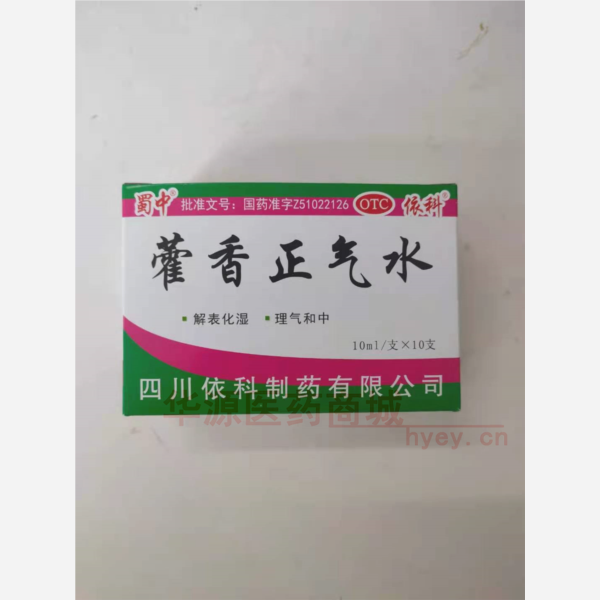 蜀中® 批准文号：国药准字Z51022126 OTC 依科®
藿香正气水
▪ 解表化湿 ▪ 理气和中
10ml/支×10支
四川依科制药有限公司
华源医药商城
hyey.cn